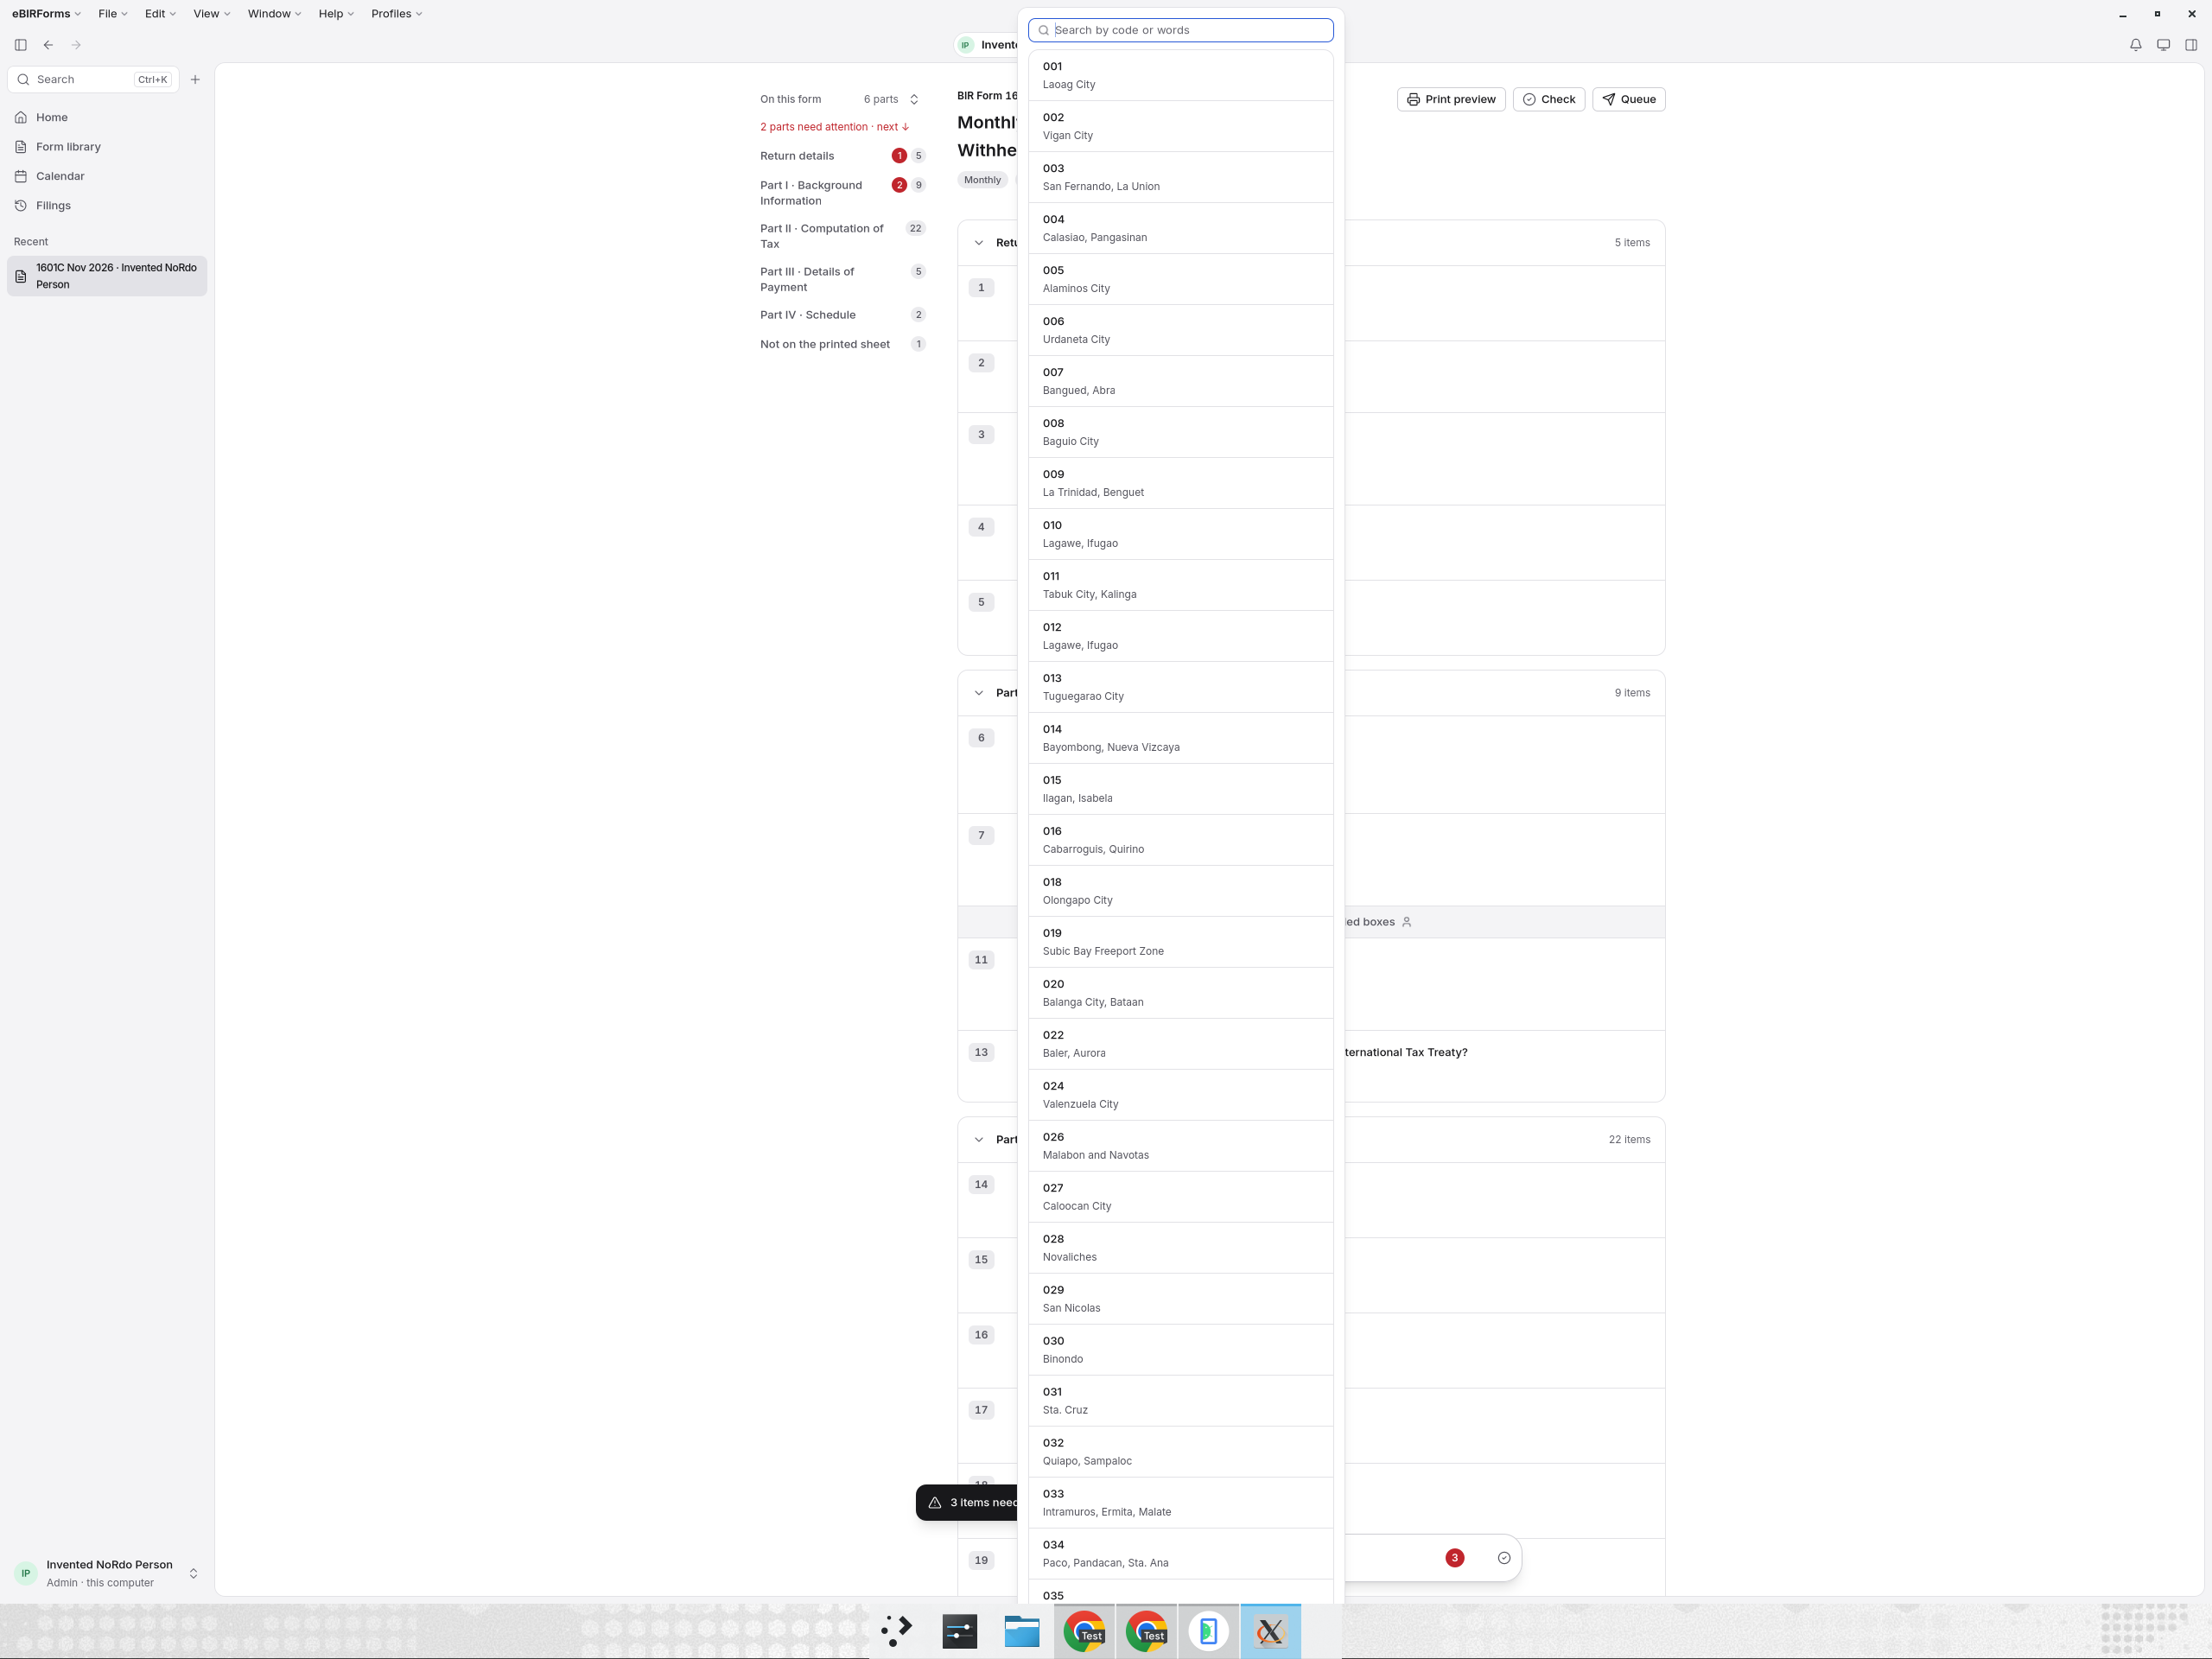 eBIRForms File Edit View Window Help Profiles
Search Ctrl+K
Home
Form library
Calendar
Filings
Recent
1601C Nov 2026 · Invented NoRdo
Person
Invented NoRdo Person
Admin · this computer
IP
IP
On this form 6 parts
2 parts need attention · next ↓
Return details 1 5
Part I · Background
Information 2 9
Part II · Computation of
Tax 22
Part III · Details of
Payment 5
Part IV · Schedule 2
Not on the printed sheet 1
BIR Form 16
Monthly
Print preview Check Queue
5 items
1
2
3
4
5
Part
9 items
6
7
led boxes
11
13
ternational Tax Treaty?
Part
22 items
14
15
16
17
19
3 items need
3
Search by code or words
001
Laoag City
002
Vigan City
003
San Fernando, La Union
004
Calasiao, Pangasinan
005
Alaminos City
006
Urdaneta City
007
Bangued, Abra
008
Baguio City
009
La Trinidad, Benguet
010
Lagawe, Ifugao
011
Tabuk City, Kalinga
012
Lagawe, Ifugao
013
Tuguegarao City
014
Bayombong, Nueva Vizcaya
015
Ilagan, Isabela
016
Cabarroguis, Quirino
018
Olongapo City
019
Subic Bay Freeport Zone
020
Balanga City, Bataan
022
Baler, Aurora
024
Valenzuela City
026
Malabon and Navotas
027
Caloocan City
028
Novaliches
029
San Nicolas
030
Binondo
031
Sta. Cruz
032
Quiapo, Sampaloc
033
Intramuros, Ermita, Malate
034
Paco, Pandacan, Sta. Ana
035
Test
Test